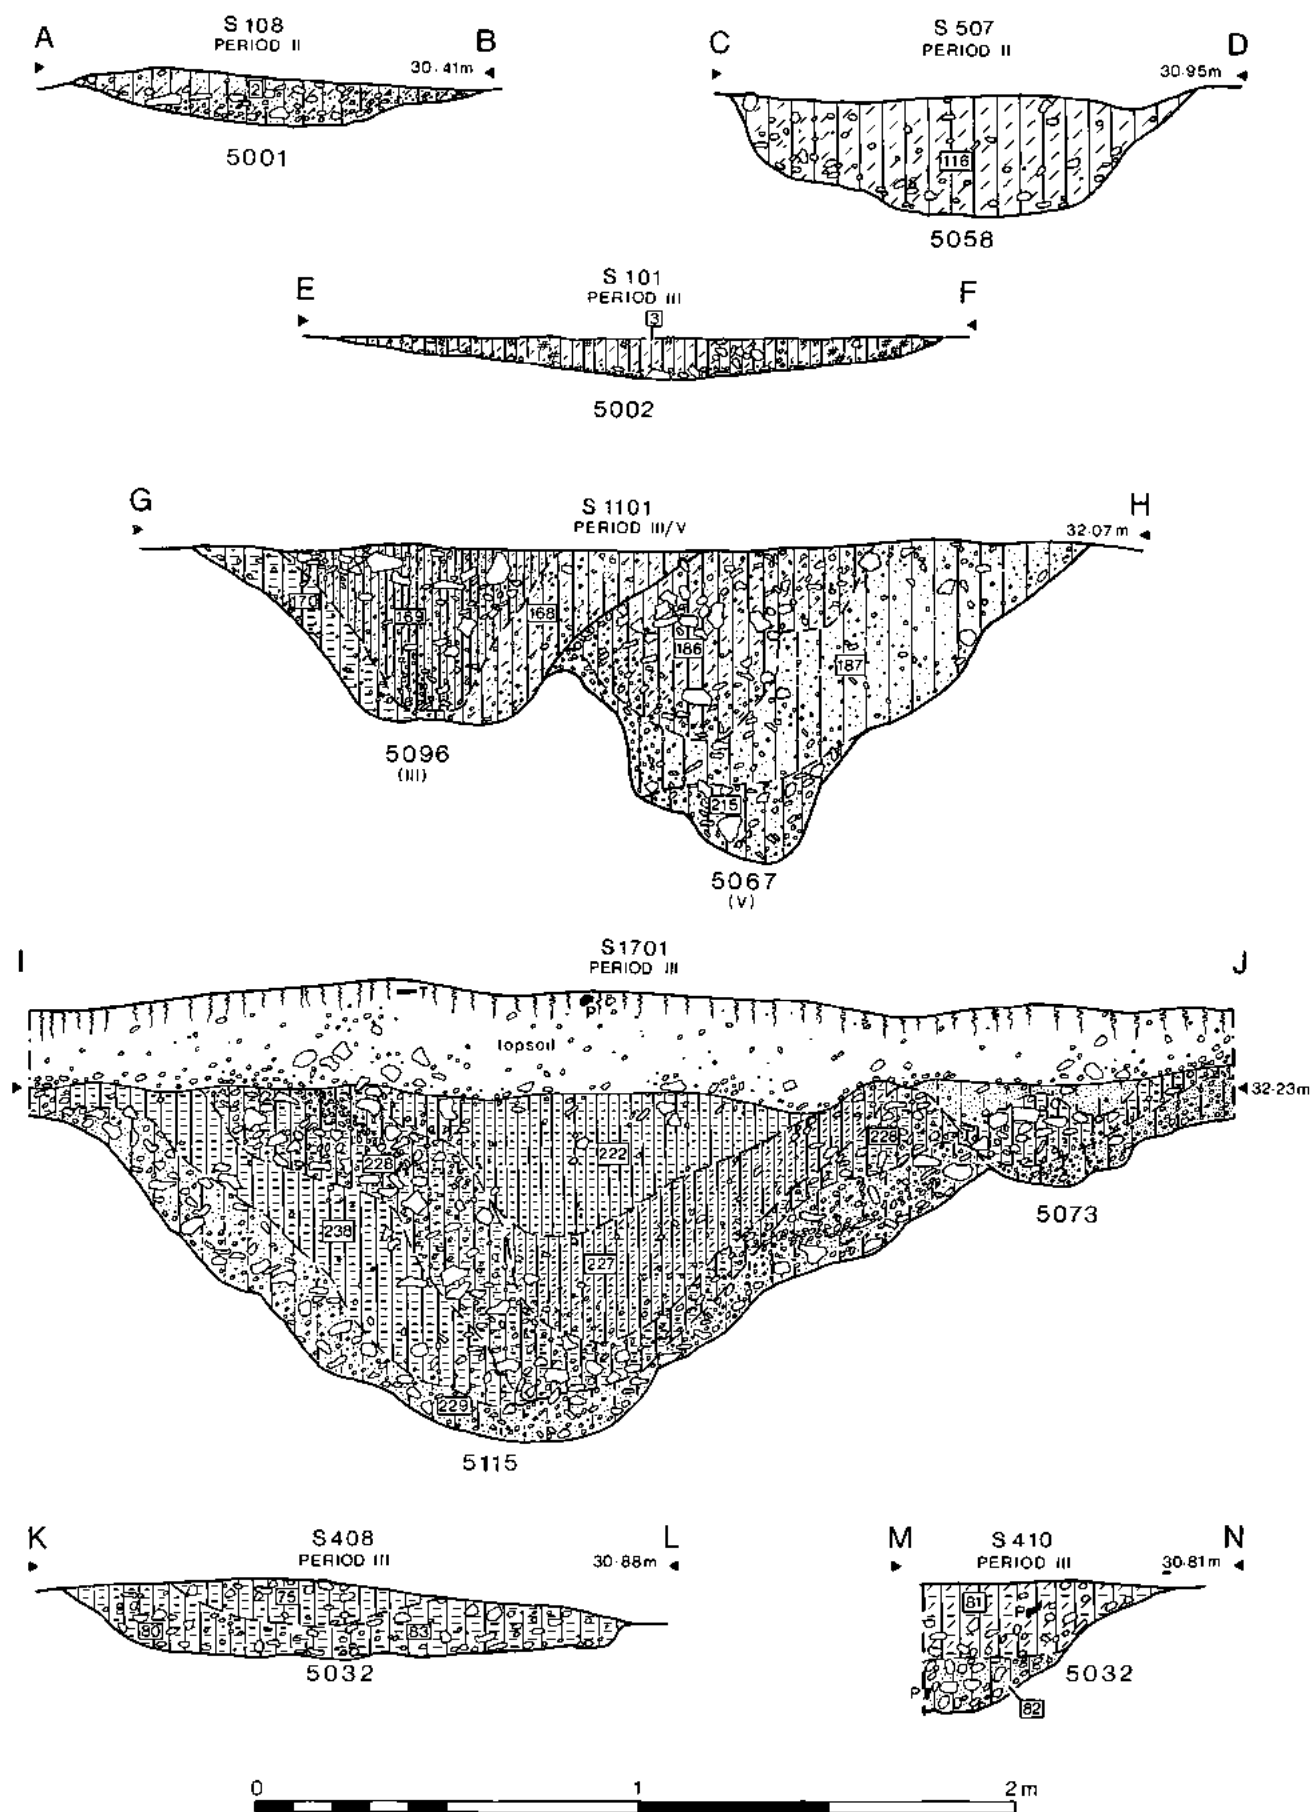 A
S 108
B
PERIOD II
30·41m
2
5001
C
S 507
D
PERIOD II
30·95m
1116
5058
E
S 101
F
PERIOD III
3
5002
G
S 1101
H
PERIOD III/V
32·07m
170
169
168
186
187
5096
(III)
215
5067
(V)
I
S1701
J
PERIOD III
T
P
topsoil
32·23m
228
222
228
238
227
5073
229
5115
K
S408
L
PERIOD III
30·88m
75
80
83
5032
M
S 410
N
PERIOD III
30·81m
81
P
5032
P
82
0 1 2m